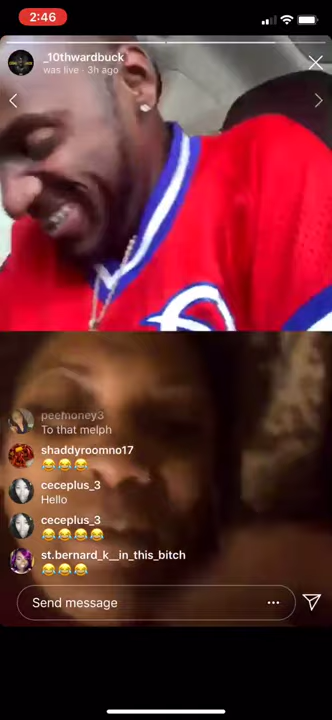 2:46
_10thwardbuck
was live · 3h ago
peemoney3
To that melph
shaddyroomno17
😂😂😂
ceceplus_3
Hello
ceceplus_3
😂😂😂😂
st.bernard_k__in_this_bitch
😂😂😂
Send message